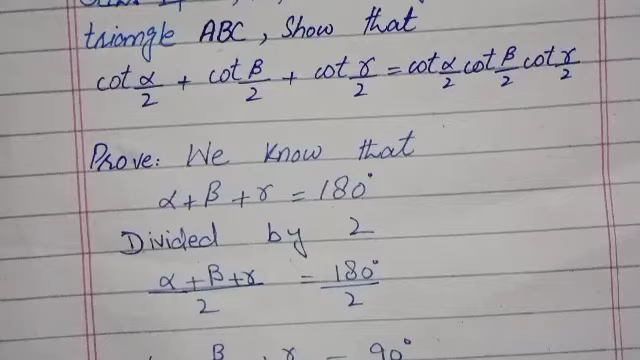 triangle ABC, Show that
cot α/2 + cot β/2 + cot γ/2 = cot α/2 cot β/2 cot γ/2
Prove: We know that
α + β + γ = 180°
Divided by 2
α + β + γ / 2 = 180° / 2
β γ = 90°